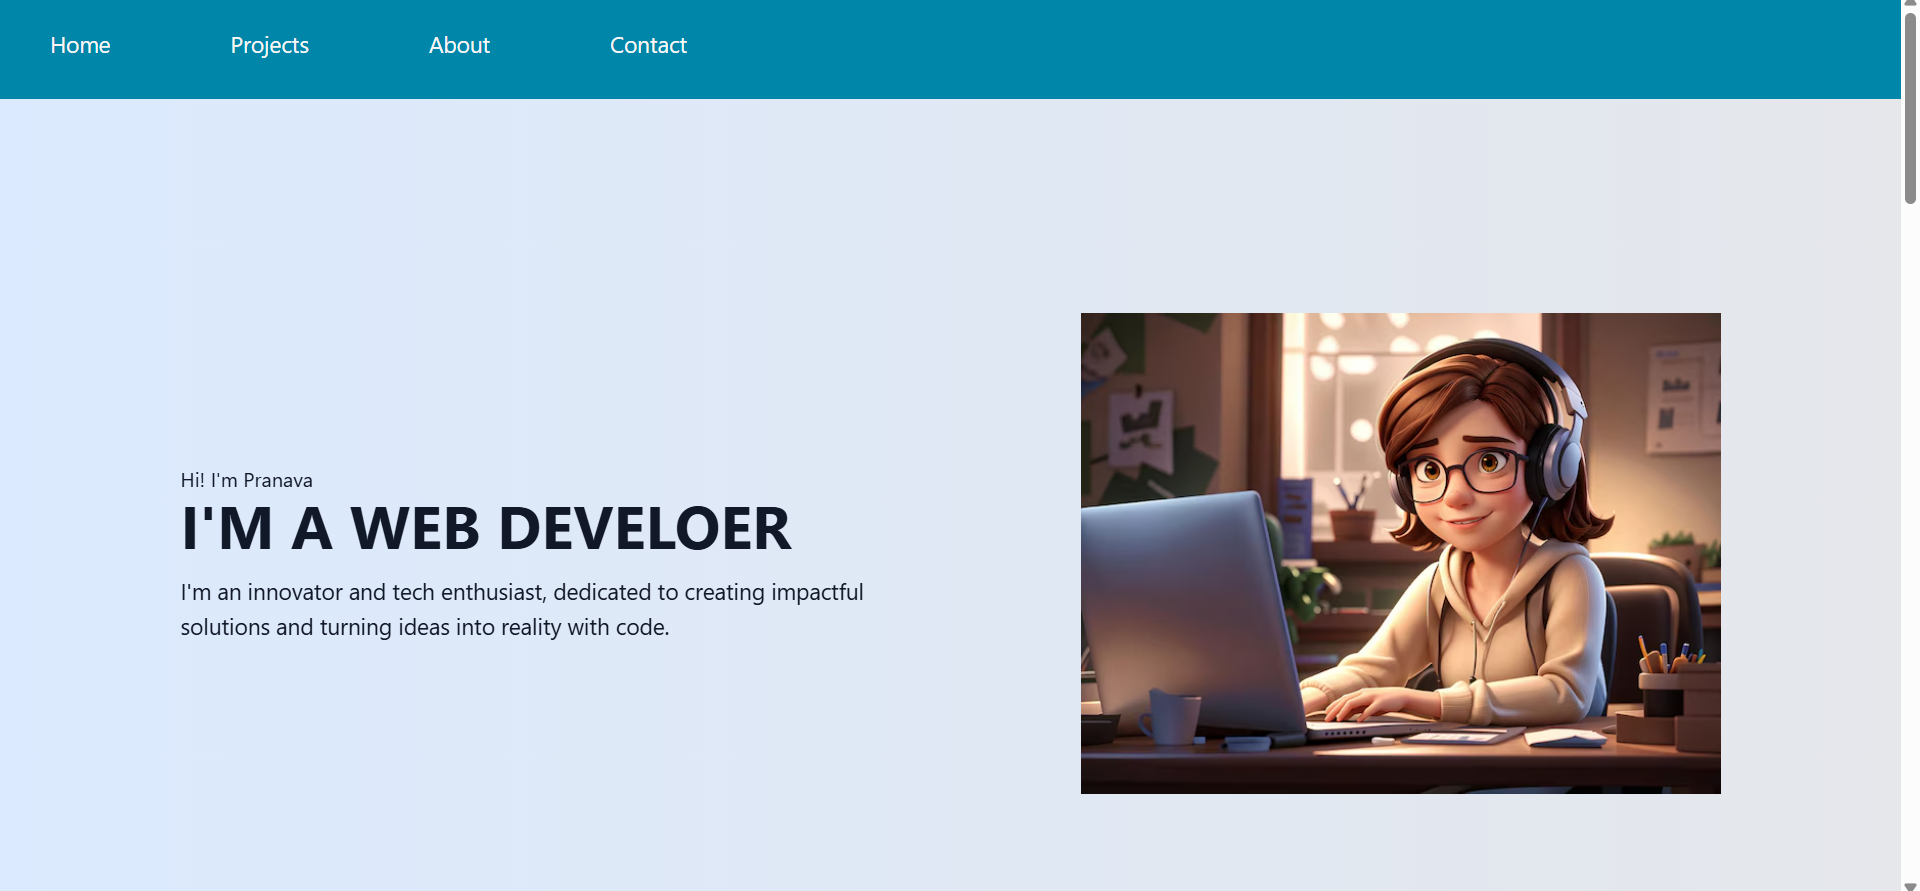 Home Projects About Contact
Hi! I'm Pranava
I'M A WEB DEVELOER
I'm an innovator and tech enthusiast, dedicated to creating impactful
solutions and turning ideas into reality with code.